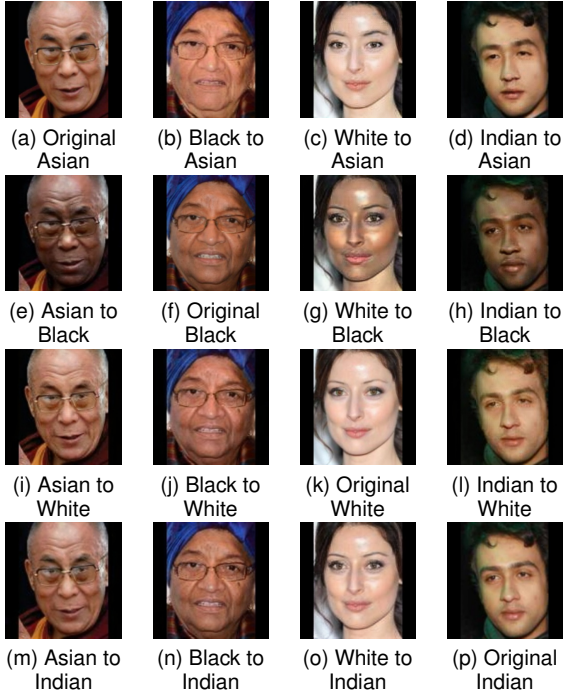 (a) Original
Asian
(b) Black to
Asian
(c) White to
Asian
(d) Indian to
Asian
(e) Asian to
Black
(f) Original
Black
(g) White to
Black
(h) Indian to
Black
(i) Asian to
White
(j) Black to
White
(k) Original
White
(l) Indian to
White
(m) Asian to
Indian
(n) Black to
Indian
(o) White to
Indian
(p) Original
Indian